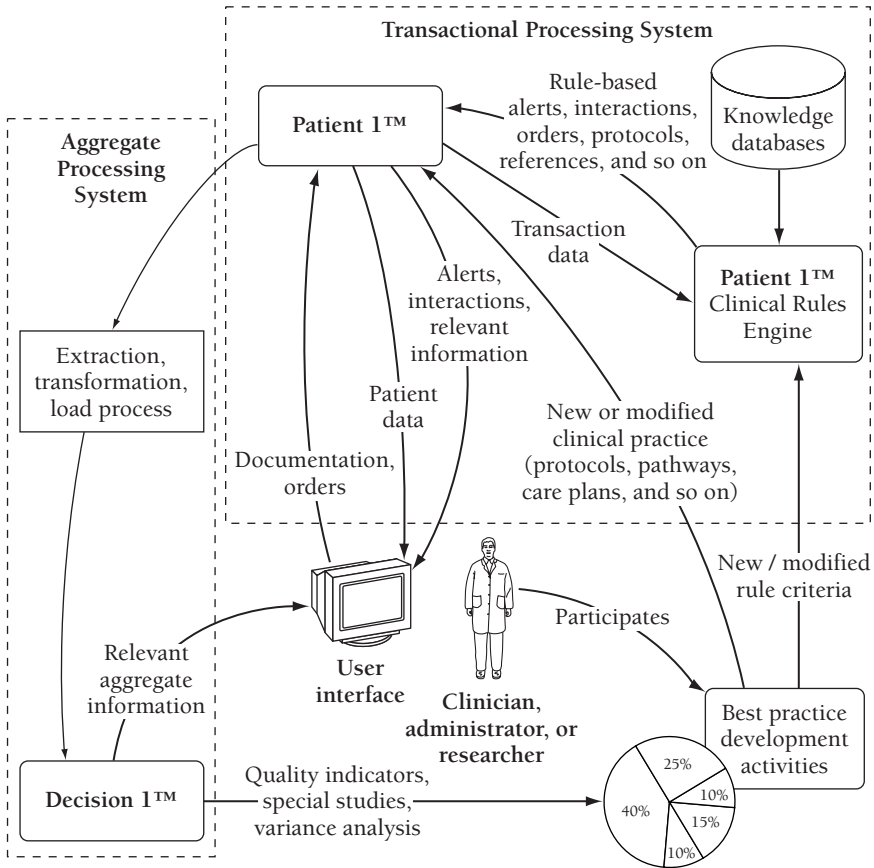 Transactional Processing System
Patient 1™
Rule-based
alerts, interactions,
orders, protocols,
references, and so on
Knowledge
databases
Aggregate
Processing
System
Transaction
data
Patient 1™
Clinical Rules
Engine
Alerts,
interactions,
relevant
information
Extraction,
transformation,
load process
Patient
data
New or modified
clinical practice
(protocols, pathways,
care plans, and so on)
Documentation,
orders
New / modified
rule criteria
Participates
Relevant
aggregate
information
User
interface
Clinician,
administrator, or
researcher
Best practice
development
activities
Decision 1™
Quality indicators,
special studies,
variance analysis
25%
10%
40%
15%
10%